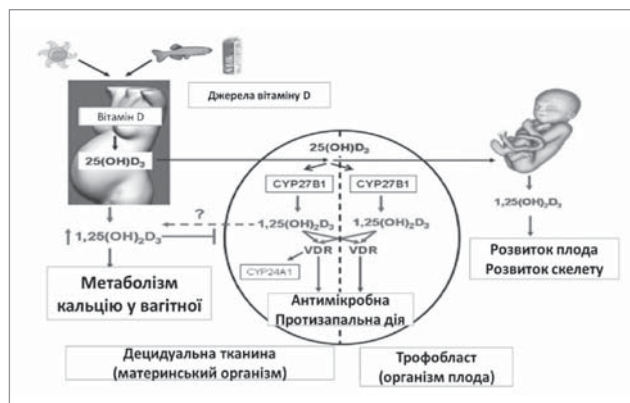 Джерела вітаміну D
Вітамін D
25(OH)D₃
25(OH)D₃
CYP27B1
CYP27B1
1,25(OH)₂D₃
?
1,25(OH)₂D₃
1,25(OH)₂D₃
↑1,25(OH)₂D₃
VDR
VDR
CYP24A1
Розвиток плода
Розвиток скелету
Метаболізм
кальцію у вагітної
Антимікробна
Протизапальна дія
Децидуальна тканина
(материнський організм)
Трофобласт
(організм плода)